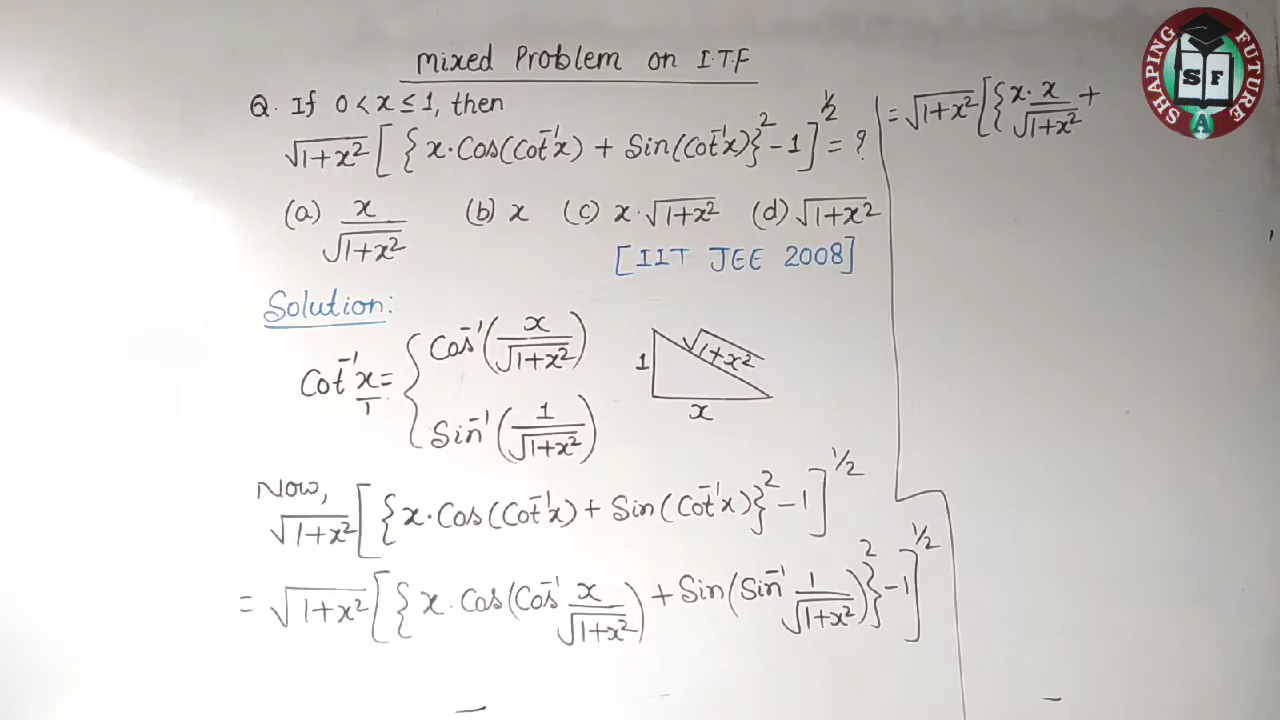 Mixed Problem on I.T.F
Q. If 0 < x ≤ 1, then
√(1+x²) [ { x·Cos(Cot⁻¹x) + Sin(Cot⁻¹x) }² − 1 ]^½ = ?
(a) x/√(1+x²) (b) x (c) x·√(1+x²) (d) √(1+x²)
[IIT JEE 2008]
Solution:
Cot⁻¹ x/1 = { Cos⁻¹ (x/√(1+x²))
Sin⁻¹ (1/√(1+x²))
1 √(1+x²)
x
Now,
√(1+x²) [ { x·Cos(Cot⁻¹x) + Sin(Cot⁻¹x) }² − 1 ]^½
= √(1+x²) [ { x·Cos(Cos⁻¹ x/√(1+x²)) + Sin(Sin⁻¹ 1/√(1+x²)) }² − 1 ]^½
= √(1+x²) [ { x·x/√(1+x²) +
SHAPING FUTURE
S F
A